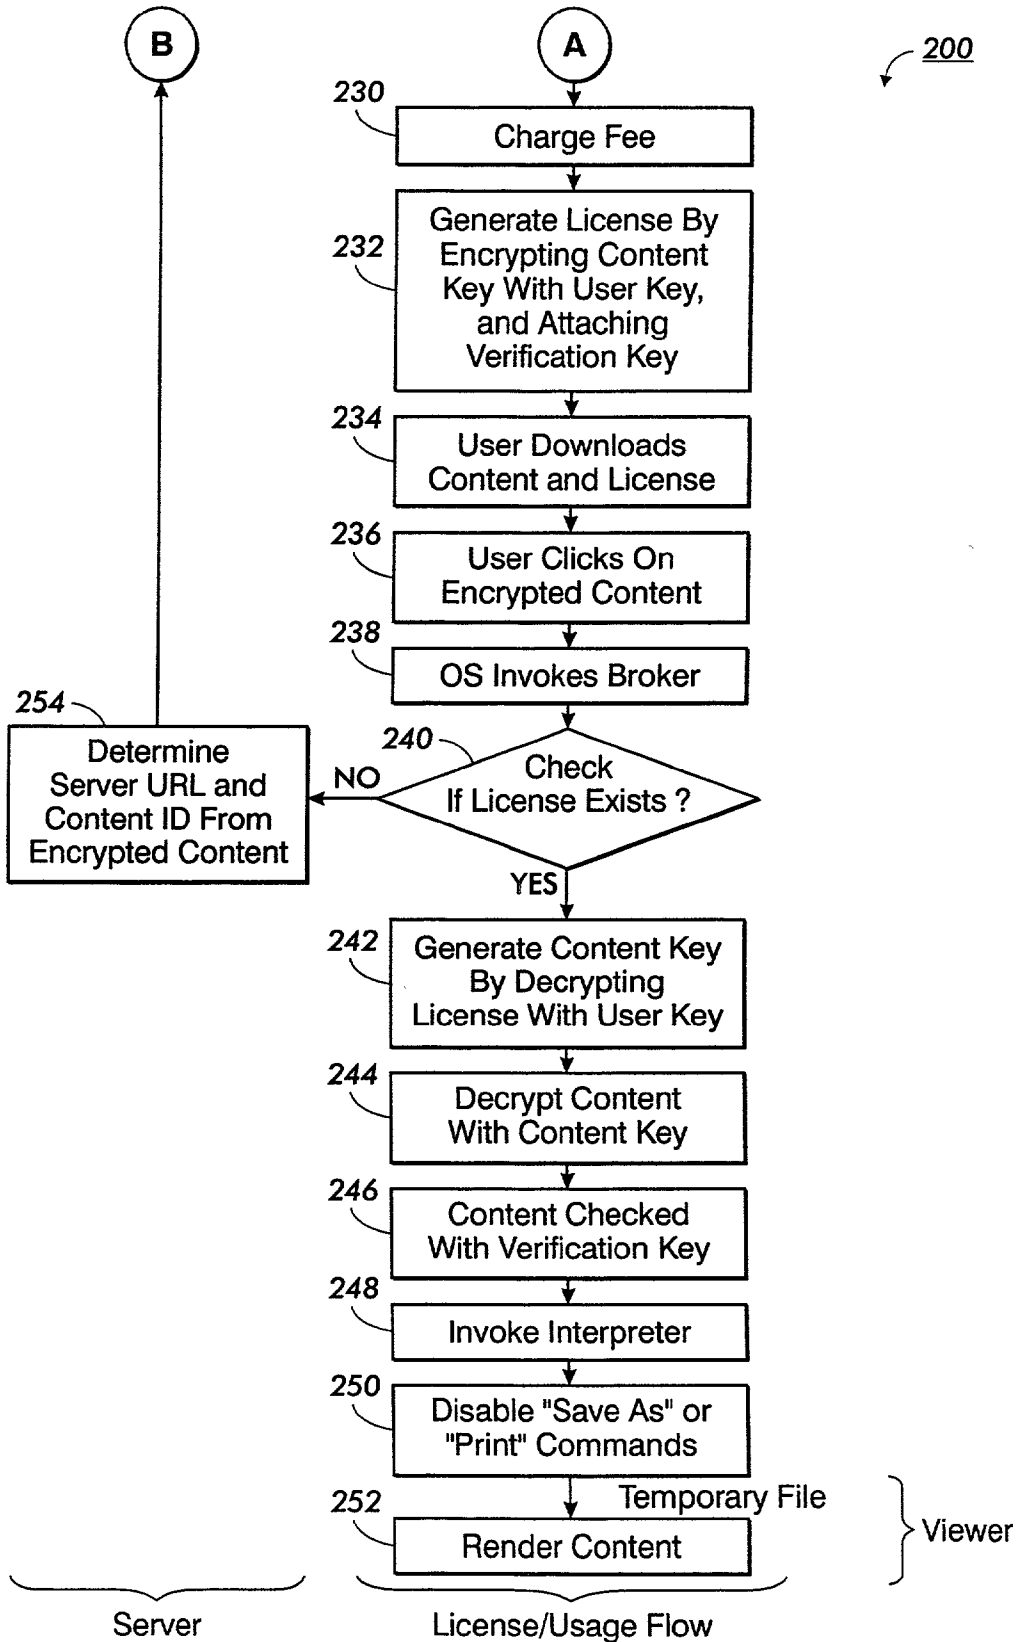 B
A
200
230
Charge Fee
232
Generate License By
Encrypting Content
Key With User Key,
and Attaching
Verification Key
234
User Downloads
Content and License
236
User Clicks On
Encrypted Content
238
OS Invokes Broker
254
Determine
Server URL and
Content ID From
Encrypted Content
NO
240
Check
If License Exists ?
YES
242
Generate Content Key
By Decrypting
License With User Key
244
Decrypt Content
With Content Key
246
Content Checked
With Verification Key
248
Invoke Interpreter
250
Disable "Save As" or
"Print" Commands
Temporary File
252
Render Content
Viewer
Server
License/Usage Flow